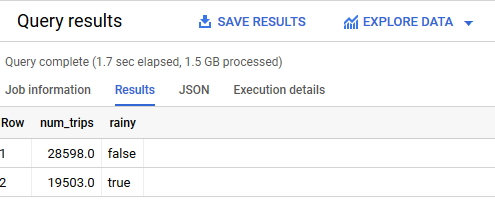 Query results SAVE RESULTS EXPLORE DATA
Query complete (1.7 sec elapsed, 1.5 GB processed)
Job information Results JSON Execution details
Row num_trips rainy
1 28598.0 false
2 19503.0 true